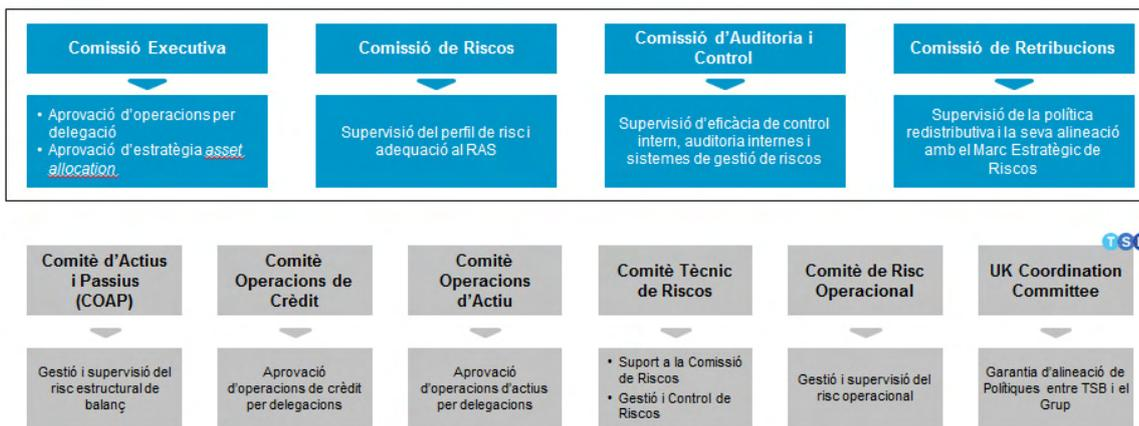 Comissió Executiva
• Aprovació d'operacions per
delegació
• Aprovació d'estratègia asset
allocation
Comissió de Riscos
Supervisió del perfil de risc i
adequació al RAS
Comissió d'Auditoria i
Control
Supervisió d'eficàcia de control
intern, auditoria internes i
sistemes de gestió de riscos
Comissió de Retribucions
Supervisió de la política
redistributiva i la seva alineació
amb el Marc Estratègic de
Riscos
Comitè d'Actius
i Passius
(COAP)
Gestió i supervisió del
risc estructural de
balanç
Comitè
Operacions de
Crèdit
Aprovació
d'operacions de crèdit
per delegacions
Comitè
Operacions
d'Actiu
Aprovació
d'operacions d'actius
per delegacions
Comitè Tècnic
de Riscos
• Suport a la Comissió
de Riscos
• Gestió i Control de
Riscos
Comitè de Risc
Operacional
Gestió i supervisió del
risc operacional
TS
UK Coordination
Committee
Garantia d'alineació de
Polítiques entre TSB i el
Grup